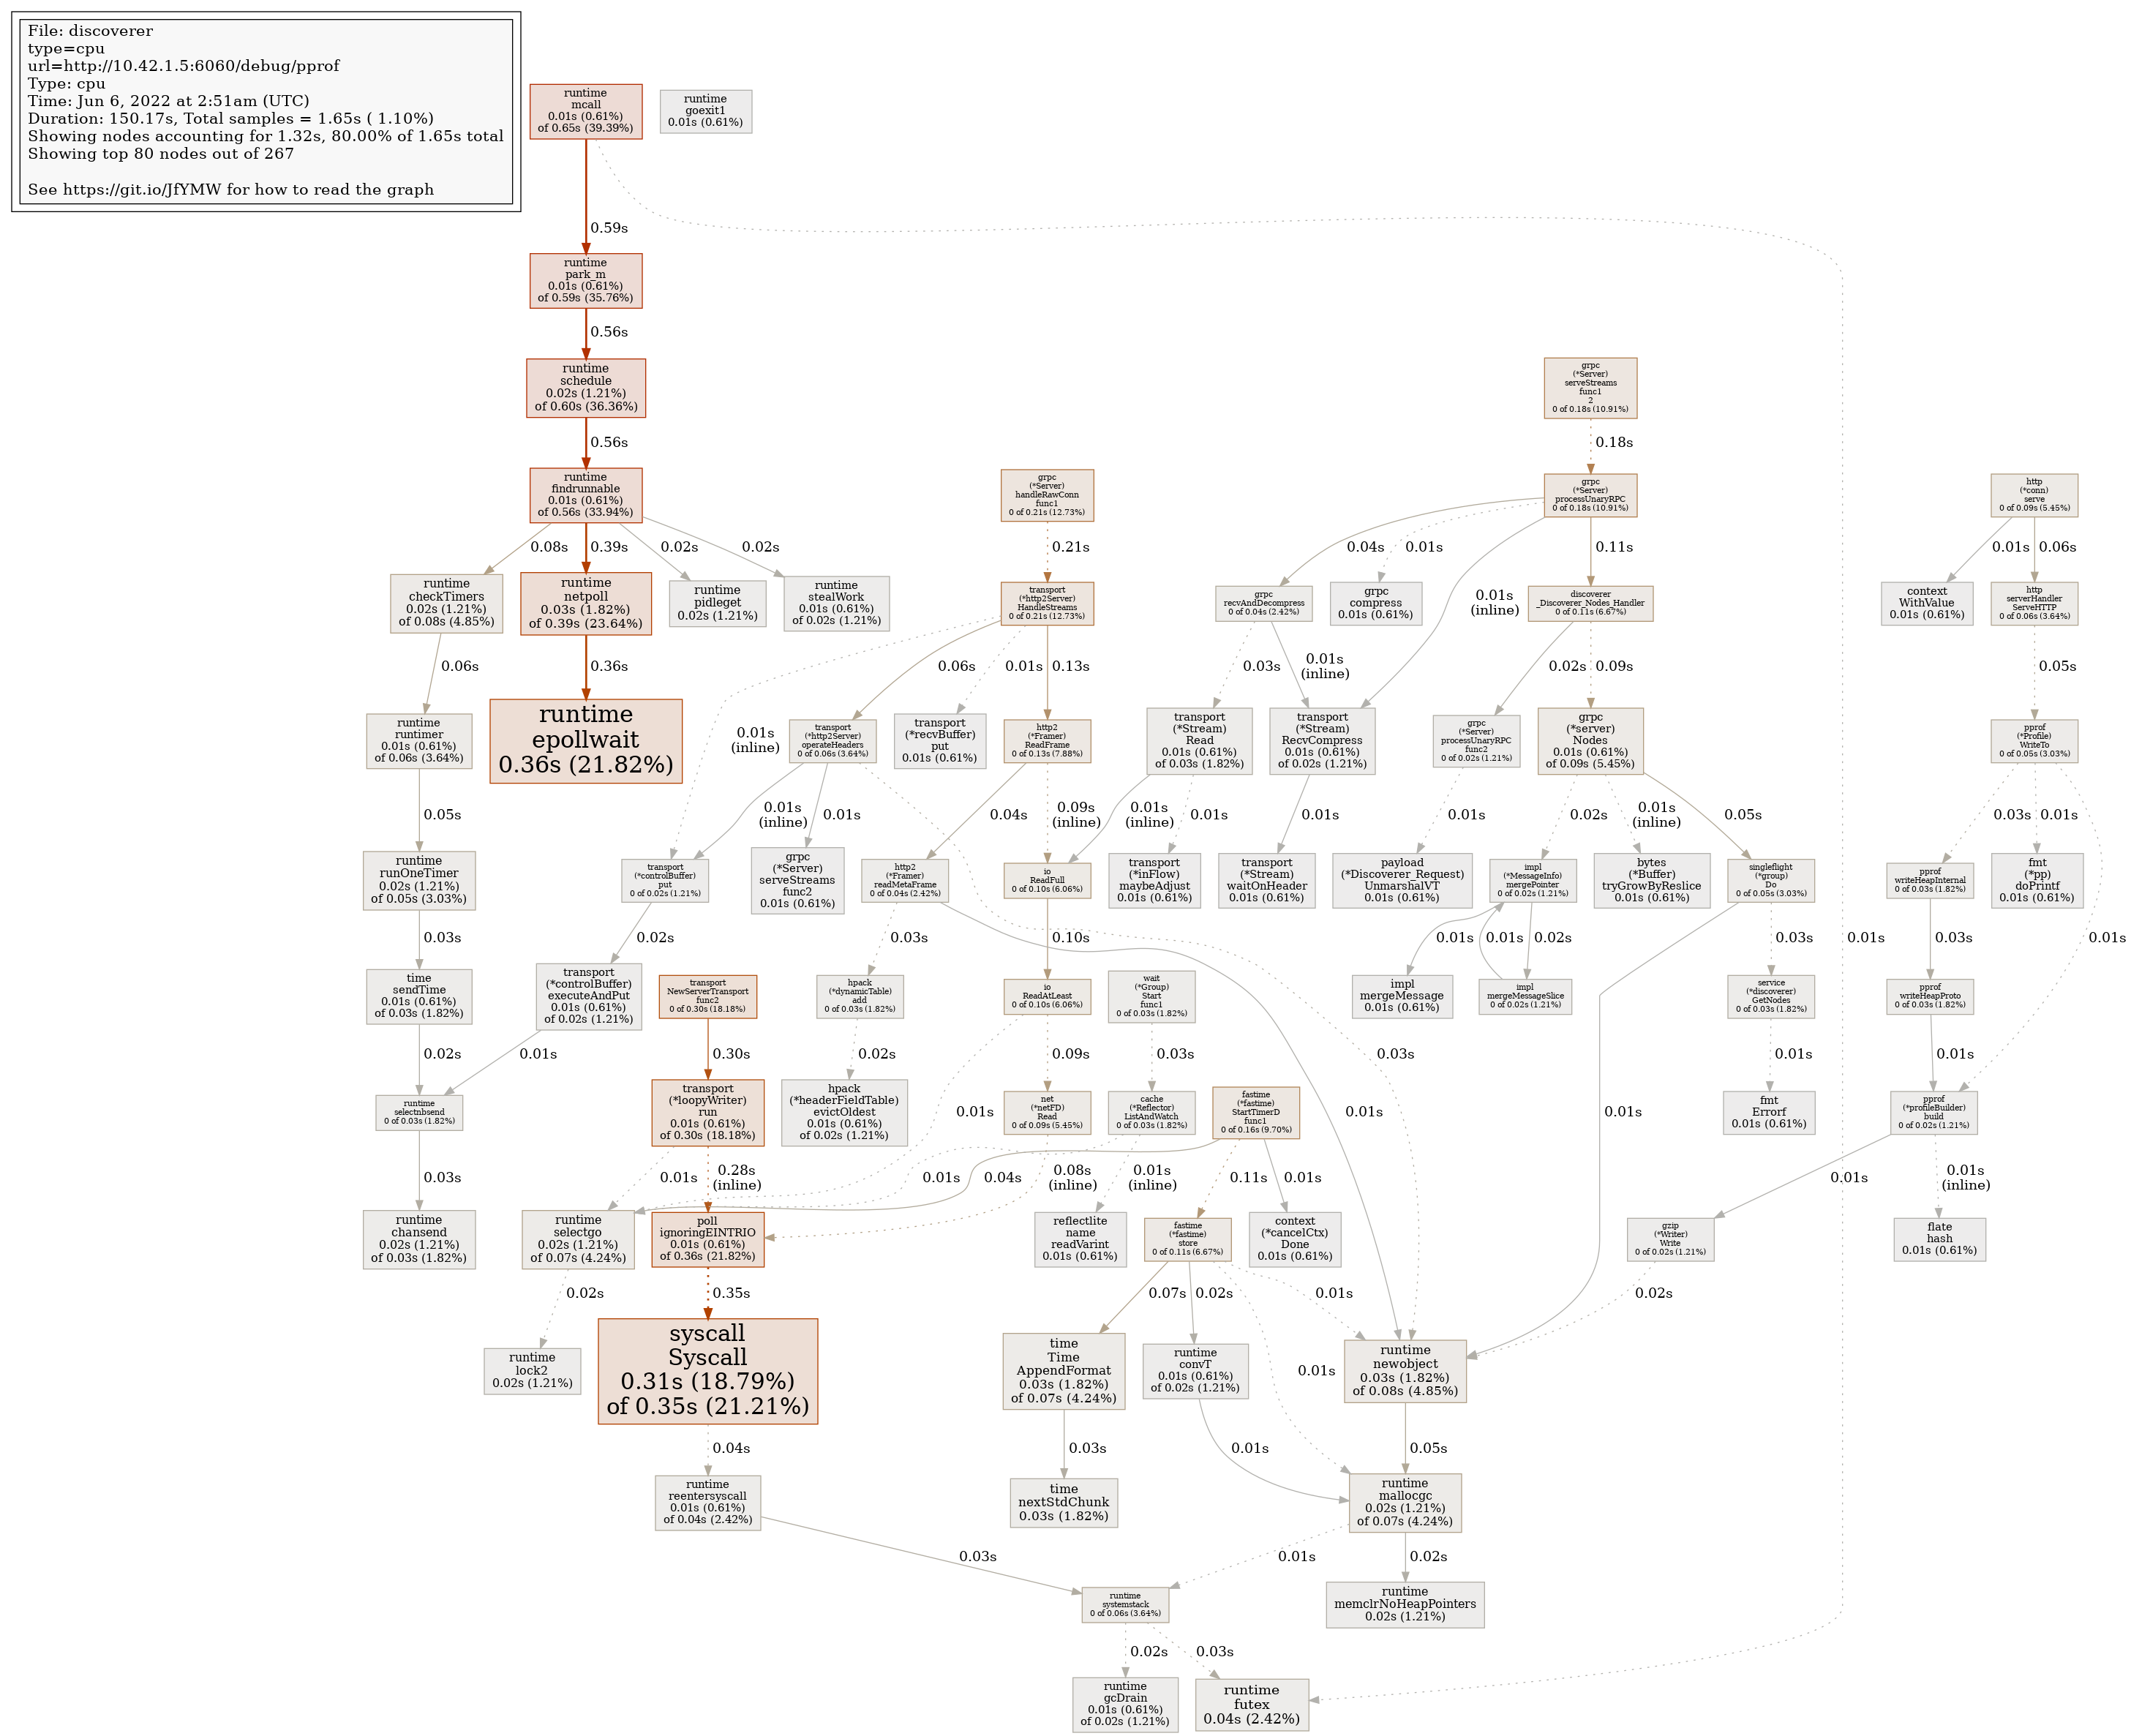 File: discoverer
type=cpu
url=http://10.42.1.5:6060/debug/pprof
Type: cpu
Time: Jun 6, 2022 at 2:51am (UTC)
Duration: 150.17s, Total samples = 1.65s ( 1.10%)
Showing nodes accounting for 1.32s, 80.00% of 1.65s total
Showing top 80 nodes out of 267
See https://git.io/JfYMW for how to read the graph
runtime
mcall
0.01s (0.61%)
of 0.65s (39.39%)
runtime
goexit1
0.01s (0.61%)
0.59s
runtime
park_m
0.01s (0.61%)
of 0.59s (35.76%)
0.56s
runtime
schedule
0.02s (1.21%)
of 0.60s (36.36%)
grpc
(*Server)
serveStreams
func1
2
0 of 0.18s (10.91%)
0.56s
0.18s
runtime
findrunnable
0.01s (0.61%)
of 0.56s (33.94%)
grpc
(*Server)
handleRawConn
func1
0 of 0.21s (12.73%)
grpc
(*Server)
processUnaryRPC
0 of 0.18s (10.91%)
http
(*conn)
serve
0 of 0.09s (5.45%)
0.08s
0.39s
0.02s
0.02s
0.21s
0.04s
0.01s
0.01s
(inline)
0.11s
0.01s
0.06s
runtime
checkTimers
0.02s (1.21%)
of 0.08s (4.85%)
runtime
netpoll
0.03s (1.82%)
of 0.39s (23.64%)
runtime
pidleget
0.02s (1.21%)
runtime
stealWork
0.01s (0.61%)
of 0.02s (1.21%)
transport
(*http2Server)
HandleStreams
0 of 0.21s (12.73%)
grpc
recvAndDecompress
0 of 0.04s (2.42%)
grpc
compress
0.01s (0.61%)
discoverer
_Discoverer_Nodes_Handler
0 of 0.11s (6.67%)
context
WithValue
0.01s (0.61%)
http
serverHandler
ServeHTTP
0 of 0.06s (3.64%)
0.06s
0.36s
0.01s
(inline)
0.06s
0.01s
0.13s
0.03s
0.01s
(inline)
0.02s
0.09s
0.05s
runtime
runtimer
0.01s (0.61%)
of 0.06s (3.64%)
runtime
epollwait
0.36s (21.82%)
transport
(*http2Server)
operateHeaders
0 of 0.06s (3.64%)
transport
(*recvBuffer)
put
0.01s (0.61%)
http2
(*Framer)
ReadFrame
0 of 0.13s (7.88%)
transport
(*Stream)
Read
0.01s (0.61%)
of 0.03s (1.82%)
transport
(*Stream)
RecvCompress
0.01s (0.61%)
of 0.02s (1.21%)
grpc
(*Server)
processUnaryRPC
func2
0 of 0.02s (1.21%)
grpc
(*server)
Nodes
0.01s (0.61%)
of 0.09s (5.45%)
pprof
(*Profile)
WriteTo
0 of 0.05s (3.03%)
0.05s
0.01s
(inline)
0.01s
0.04s
0.09s
(inline)
0.01s
(inline)
0.01s
0.01s
0.01s
0.02s
0.01s
(inline)
0.05s
0.03s
0.01s
0.01s
runtime
runOneTimer
0.02s (1.21%)
of 0.05s (3.03%)
transport
(*controlBuffer)
put
0 of 0.02s (1.21%)
grpc
(*Server)
serveStreams
func2
0.01s (0.61%)
http2
(*Framer)
readMetaFrame
0 of 0.04s (2.42%)
io
ReadFull
0 of 0.10s (6.06%)
transport
(*inFlow)
maybeAdjust
0.01s (0.61%)
transport
(*Stream)
waitOnHeader
0.01s (0.61%)
payload
(*Discoverer_Request)
UnmarshalVT
0.01s (0.61%)
impl
(*MessageInfo)
mergePointer
0 of 0.02s (1.21%)
bytes
(*Buffer)
tryGrowByReslice
0.01s (0.61%)
singleflight
(*group)
Do
0 of 0.05s (3.03%)
pprof
writeHeapInternal
0 of 0.03s (1.82%)
fmt
(*pp)
doPrintf
0.01s (0.61%)
0.03s
0.02s
0.03s
0.10s
0.01s
0.01s
0.02s
0.03s
0.01s
0.03s
time
sendTime
0.01s (0.61%)
of 0.03s (1.82%)
transport
(*controlBuffer)
executeAndPut
0.01s (0.61%)
of 0.02s (1.21%)
transport
NewServerTransport
func2
0 of 0.30s (18.18%)
hpack
(*dynamicTable)
add
0 of 0.03s (1.82%)
io
ReadAtLeast
0 of 0.10s (6.06%)
wait
(*Group)
Start
func1
0 of 0.03s (1.82%)
impl
mergeMessage
0.01s (0.61%)
impl
mergeMessageSlice
0 of 0.02s (1.21%)
service
(*discoverer)
GetNodes
0 of 0.03s (1.82%)
pprof
writeHeapProto
0 of 0.03s (1.82%)
0.02s
0.01s
0.30s
0.02s
0.09s
0.03s
0.03s
0.01s
0.01s
runtime
selectnbsend
0 of 0.03s (1.82%)
transport
(*loopyWriter)
run
0.01s (0.61%)
of 0.30s (18.18%)
hpack
(*headerFieldTable)
evictOldest
0.01s (0.61%)
of 0.02s (1.21%)
0.01s
net
(*netFD)
Read
0 of 0.09s (5.45%)
cache
(*Reflector)
ListAndWatch
0 of 0.03s (1.82%)
fastime
(*fastime)
StartTimerD
func1
0 of 0.16s (9.70%)
0.01s
0.01s
fmt
Errorf
0.01s (0.61%)
pprof
(*profileBuilder)
build
0 of 0.02s (1.21%)
0.03s
0.01s
0.28s
(inline)
0.01s
0.04s
0.08s
(inline)
0.01s
(inline)
0.11s
0.01s
0.01s
0.01s
(inline)
runtime
chansend
0.02s (1.21%)
of 0.03s (1.82%)
runtime
selectgo
0.02s (1.21%)
of 0.07s (4.24%)
poll
ignoringEINTRIO
0.01s (0.61%)
of 0.36s (21.82%)
reflectlite
name
readVarint
0.01s (0.61%)
fastime
(*fastime)
store
0 of 0.11s (6.67%)
context
(*cancelCtx)
Done
0.01s (0.61%)
gzip
(*Writer)
Write
0 of 0.02s (1.21%)
flate
hash
0.01s (0.61%)
0.02s
0.35s
0.07s
0.02s
0.01s
0.02s
runtime
lock2
0.02s (1.21%)
syscall
Syscall
0.31s (18.79%)
of 0.35s (21.21%)
time
Time
AppendFormat
0.03s (1.82%)
of 0.07s (4.24%)
runtime
convT
0.01s (0.61%)
of 0.02s (1.21%)
0.01s
runtime
newobject
0.03s (1.82%)
of 0.08s (4.85%)
0.04s
0.03s
0.01s
0.05s
runtime
reentersyscall
0.01s (0.61%)
of 0.04s (2.42%)
time
nextStdChunk
0.03s (1.82%)
runtime
mallocgc
0.02s (1.21%)
of 0.07s (4.24%)
0.03s
0.01s
0.02s
runtime
systemstack
0 of 0.06s (3.64%)
runtime
memclrNoHeapPointers
0.02s (1.21%)
0.02s
0.03s
runtime
gcDrain
0.01s (0.61%)
of 0.02s (1.21%)
runtime
futex
0.04s (2.42%)